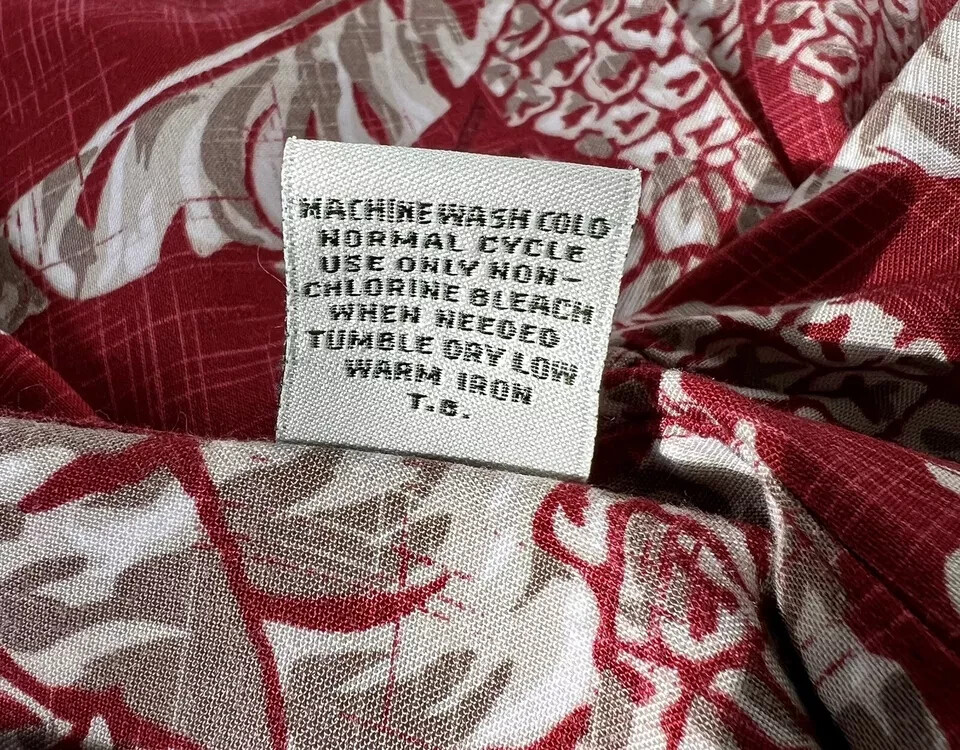 MACHINE WASH COLD
NORMAL CYCLE
USE ONLY NON-
CHLORINE BLEACH
WHEN NEEDED
TUMBLE DRY LOW
WARM IRON
T.B.